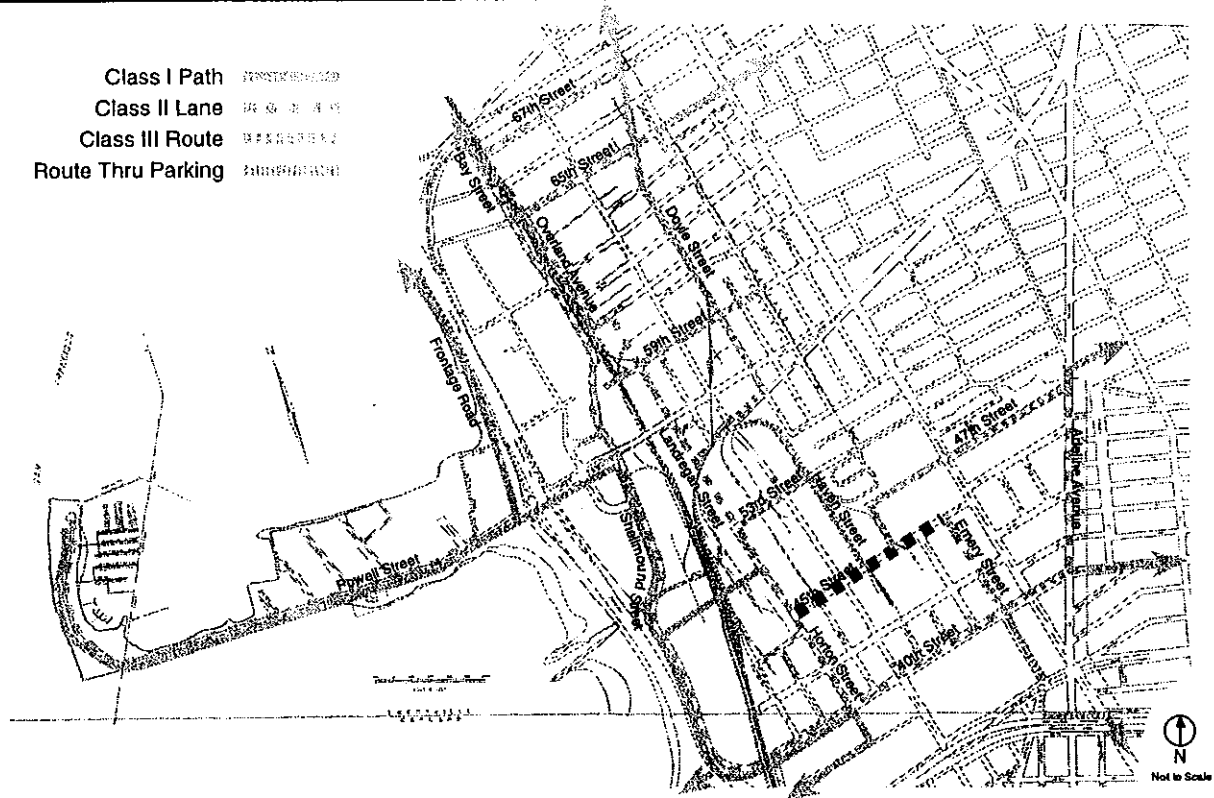 Class I Path
Class II Lane
Class III Route
Route Thru Parking
67th Street
Bay Street
65th Street
Overland Avenue
Doyle Street
59th Street
Frontage Road
47th Street
Landregan Street
Adeline Avenue
53rd Street
Haven Street
Powell Street
Shellmound Street
45th Street
Emery Street
Horton Street
40th Street
N
N
Not to Scale